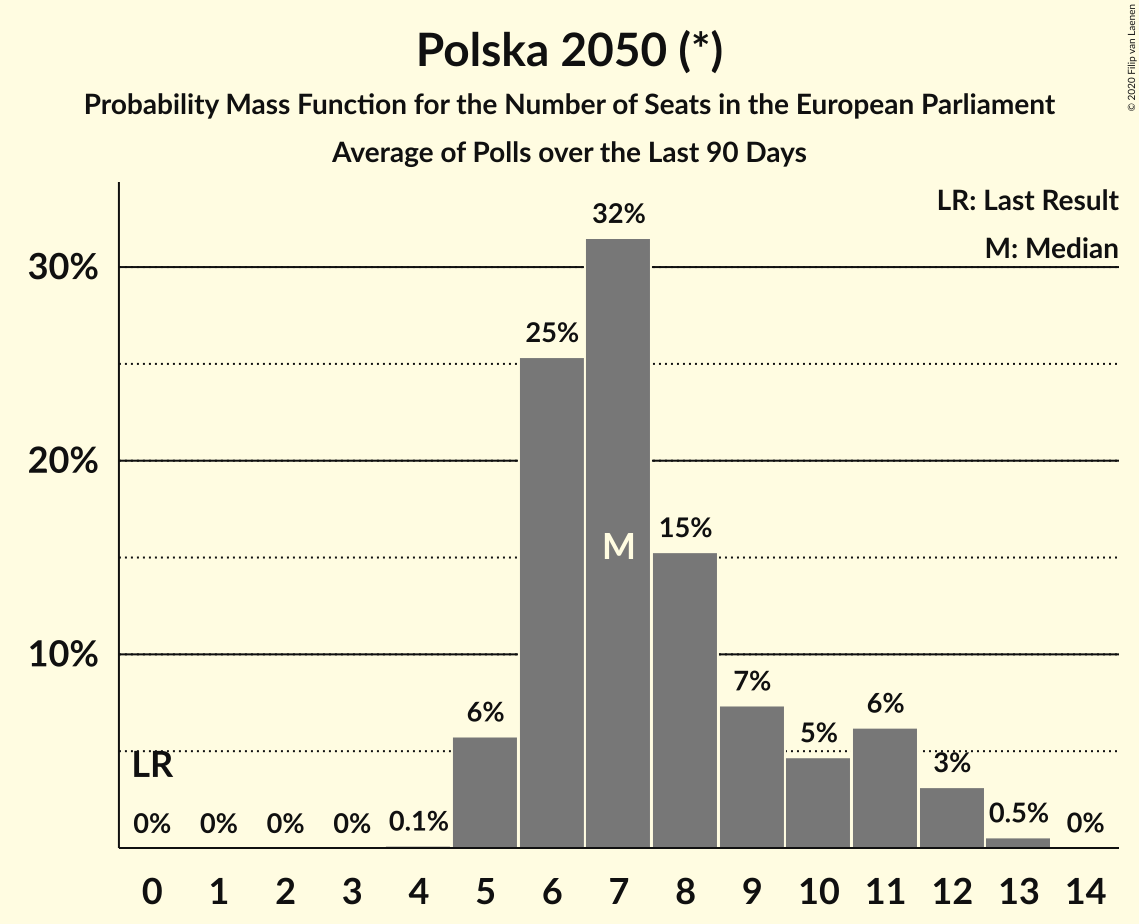 Polska 2050 (*)
Probability Mass Function for the Number of Seats in the European Parliament
Average of Polls over the Last 90 Days
© 2020 Filip van Laenen
LR: Last Result
M: Median
30%
20%
10%
32%
25%
15%
7%
6%
6%
5%
3%
0.5%
0.1%
0%
0%
0%
0%
0%
LR
M
0 1 2 3 4 5 6 7 8 9 10 11 12 13 14